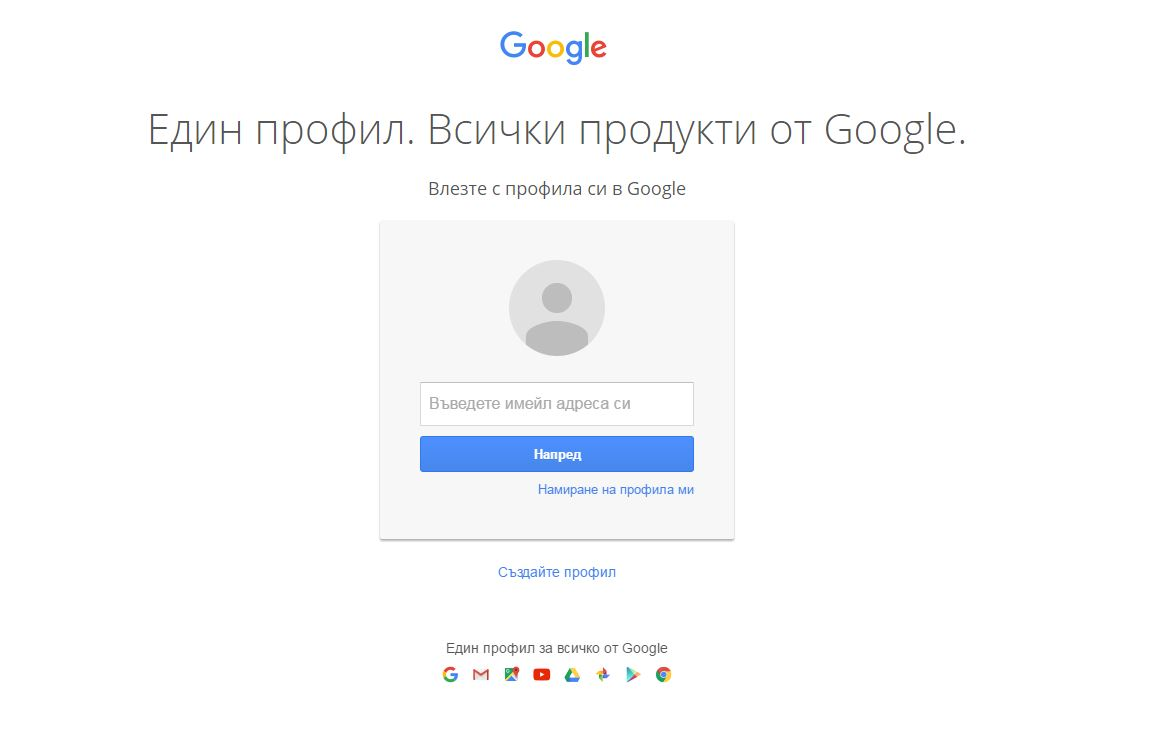 Google
Един профил. Всички продукти от Google.
Влезте с профила си в Google
Въведете имейл адреса си
Напред
Намиране на профила ми
Създайте профил
Един профил за всичко от Google